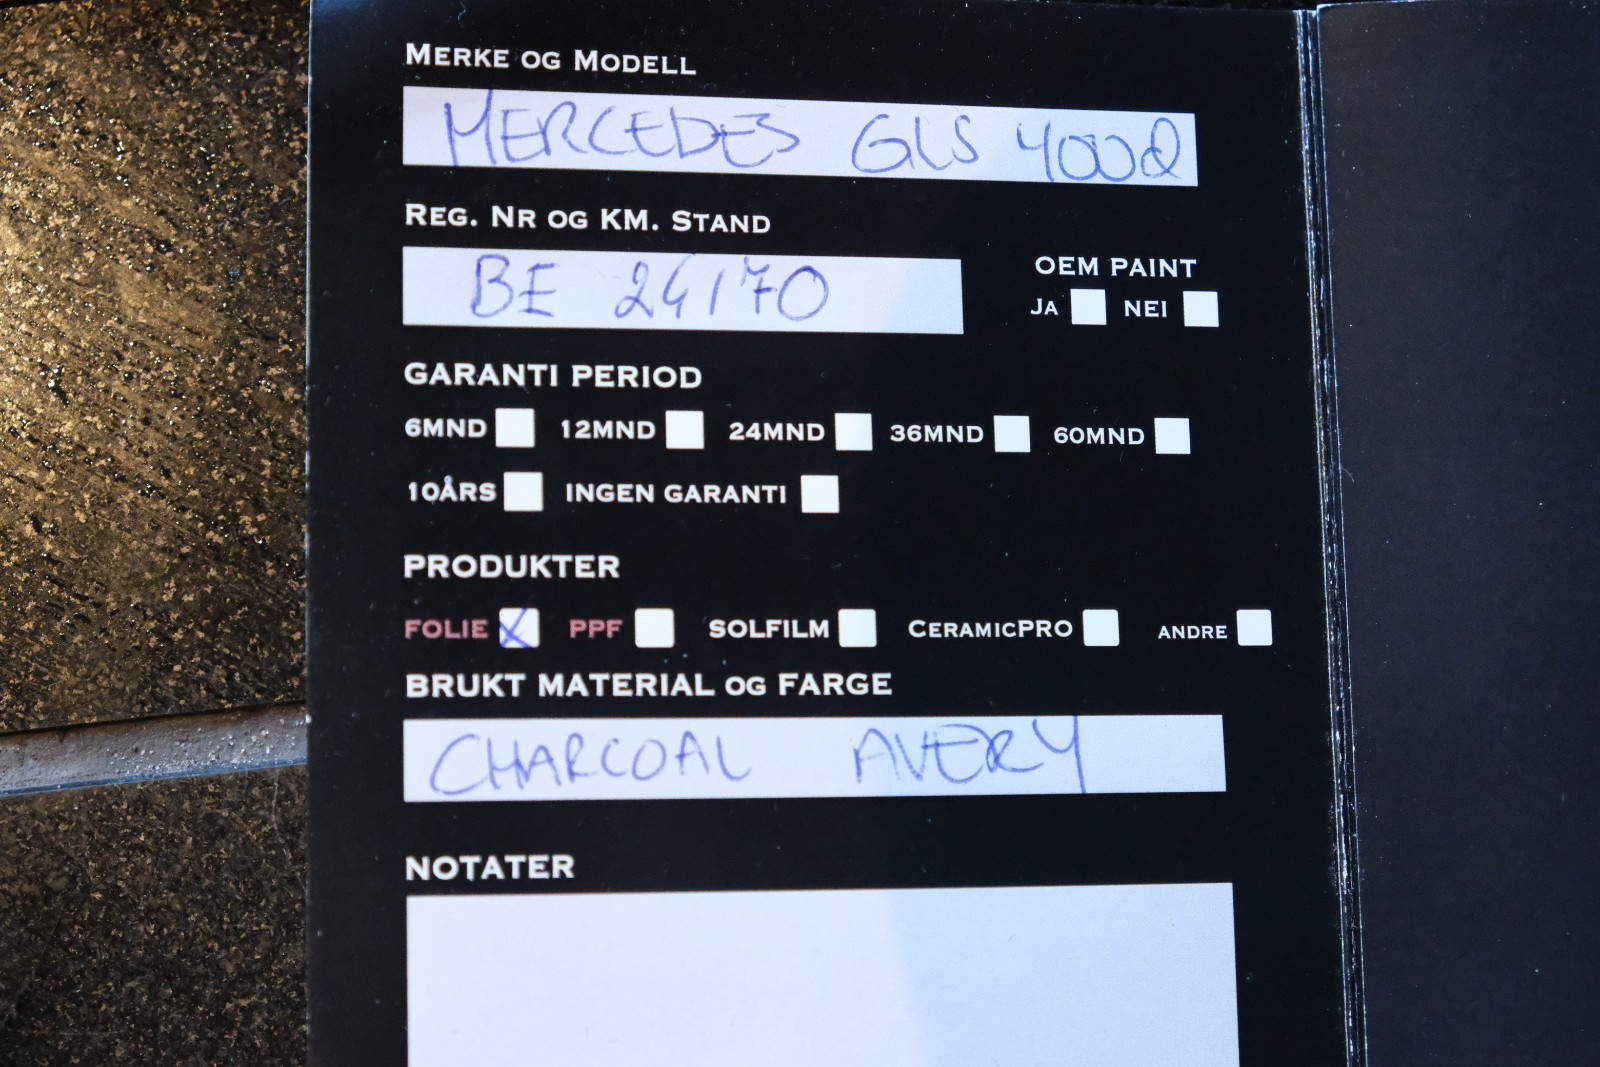 MERKE OG MODELL
MERCEDES GLS 400d
REG. NR OG KM. STAND
BE 24170
OEM PAINT
JA NEI
GARANTI PERIOD
6MND 12MND 24MND 36MND 60MND
10ÅRS INGEN GARANTI
PRODUKTER
FOLIE PPF SOLFILM CERAMICPRO ANDRE
BRUKT MATERIAL OG FARGE
CHARCOAL AVERY
NOTATER